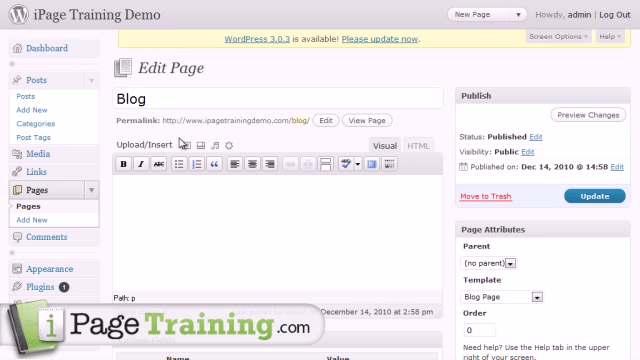 iPage Training Demo
New Page
Howdy, admin | Log Out
WordPress 3.0.3 is available! Please update now.
Screen Options
Help
Dashboard
Posts
Posts
Add New
Categories
Post Tags
Media
Links
Pages
Pages
Add New
Comments
Appearance
Plugins 1
Edit Page
Blog
Permalink: http://www.ipagetrainingdemo.com/blog/ Edit View Page
Upload/Insert
Visual HTML
B I ABC
Path: p
December 14, 2010 at 2:58 pm
Name
Value
Publish
Preview Changes
Status: Published Edit
Visibility: Public Edit
Published on: Dec 14, 2010 @ 14:58 Edit
Move to Trash
Update
Page Attributes
Parent
(no parent)
Template
Blog Page
Order
0
Need help? Use the Help tab in the upper
right of your screen.
i PageTraining.com